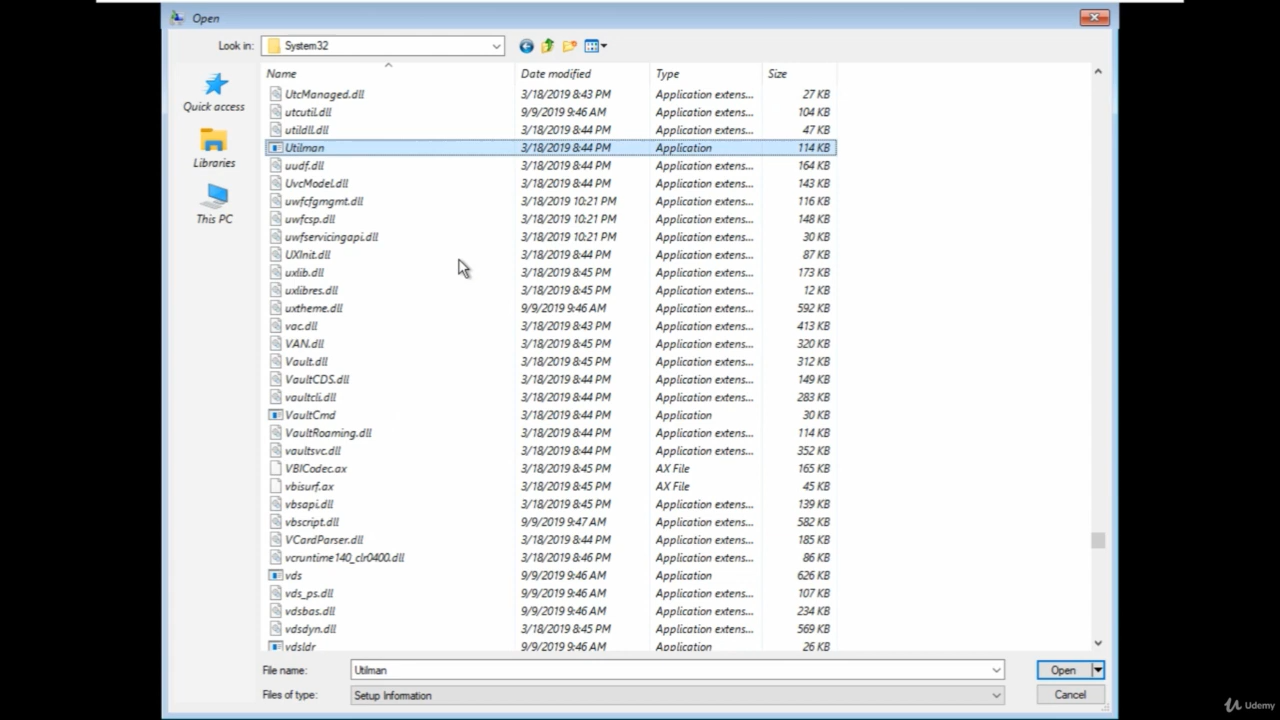 Open
Look in: System32
Quick access
Libraries
This PC
Name Date modified Type Size
UtcManaged.dll 3/18/2019 8:43 PM Application extens... 27 KB
utcutil.dll 9/9/2019 9:46 AM Application extens... 104 KB
utildll.dll 3/18/2019 8:44 PM Application extens... 47 KB
Utilman 3/18/2019 8:44 PM Application 114 KB
uudf.dll 3/18/2019 8:44 PM Application extens... 164 KB
UvcModel.dll 3/18/2019 8:44 PM Application extens... 143 KB
uwfcfgmgmt.dll 3/18/2019 10:21 PM Application extens... 116 KB
uwfcsp.dll 3/18/2019 10:21 PM Application extens... 148 KB
uwfservicingapi.dll 3/18/2019 10:21 PM Application extens... 30 KB
UXInit.dll 3/18/2019 8:44 PM Application extens... 87 KB
uxlib.dll 3/18/2019 8:45 PM Application extens... 173 KB
uxlibres.dll 3/18/2019 8:45 PM Application extens... 12 KB
uxtheme.dll 9/9/2019 9:46 AM Application extens... 592 KB
vac.dll 3/18/2019 8:43 PM Application extens... 413 KB
VAN.dll 3/18/2019 8:45 PM Application extens... 320 KB
Vault.dll 3/18/2019 8:45 PM Application extens... 312 KB
VaultCDS.dll 3/18/2019 8:44 PM Application extens... 149 KB
vaultcli.dll 3/18/2019 8:44 PM Application extens... 283 KB
VaultCmd 3/18/2019 8:44 PM Application 30 KB
VaultRoaming.dll 3/18/2019 8:44 PM Application extens... 114 KB
vaultsvc.dll 3/18/2019 8:44 PM Application extens... 352 KB
VBICodec.ax 3/18/2019 8:45 PM AX File 165 KB
vbisurf.ax 3/18/2019 8:45 PM AX File 45 KB
vbsapi.dll 3/18/2019 8:45 PM Application extens... 139 KB
vbscript.dll 9/9/2019 9:47 AM Application extens... 582 KB
VCardParser.dll 3/18/2019 8:44 PM Application extens... 185 KB
vcruntime140_clr0400.dll 3/18/2019 8:46 PM Application extens... 86 KB
vds 9/9/2019 9:46 AM Application 626 KB
vds_ps.dll 9/9/2019 9:46 AM Application extens... 107 KB
vdsbas.dll 9/9/2019 9:46 AM Application extens... 234 KB
vdsdyn.dll 3/18/2019 8:45 PM Application extens... 569 KB
vdsldr 9/9/2019 9:46 AM Application 26 KB
File name: Utilman Open
Files of type: Setup Information Cancel
Udemy